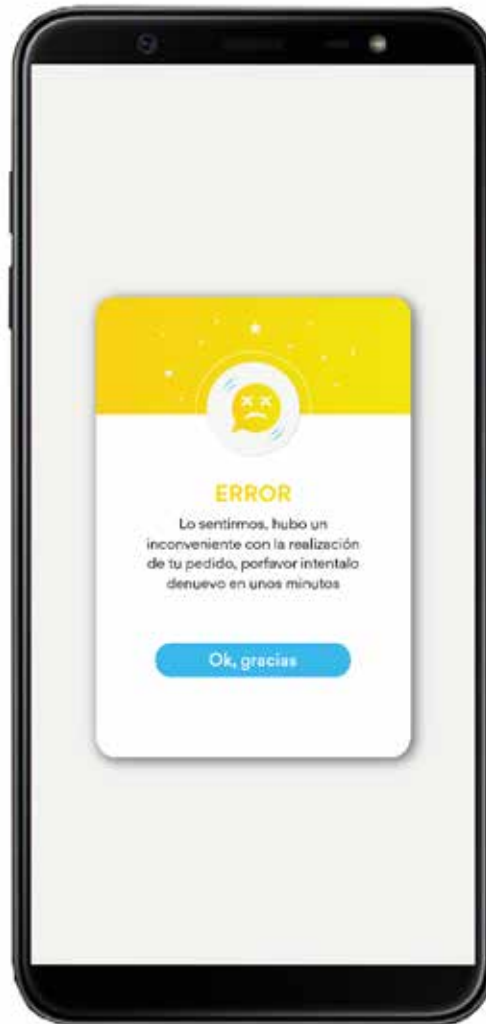 ERROR
Lo sentirmos, hubo un
inconveniente con la realización
de tu pedido, porfavor intentalo
denuevo en unos minutos
Ok, gracias